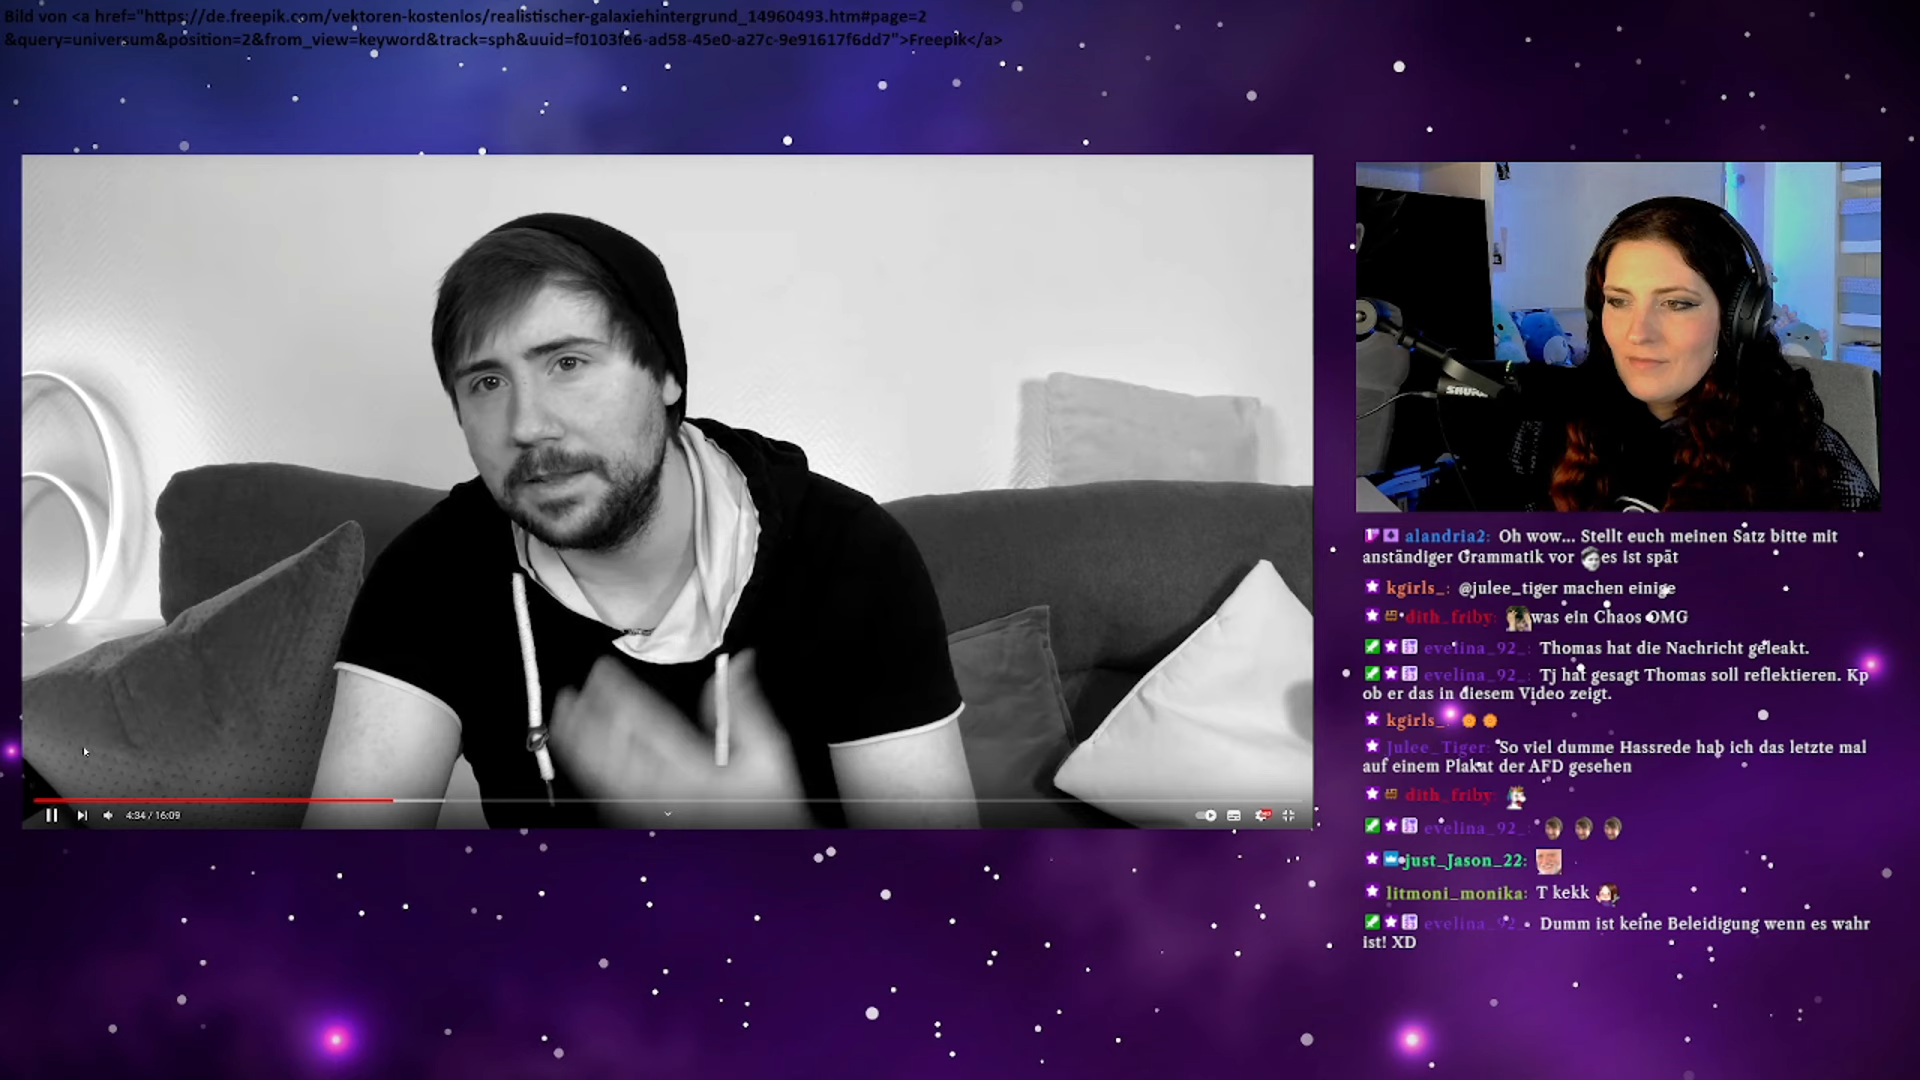 Bild von <a href="https://de.freepik.com/vektoren-kostenlos/realistischer-galaxiehintergrund_14960493.htm#page=2
&query=universum&position=2&from_view=keyword&track=sph&uuid=f0103fe6-ad58-45e0-a27c-9e91617f6dd7">Freepik</a>
SHURE
4:34 / 16:09
alandria2: Oh wow... Stellt euch meinen Satz bitte mit
anständiger Grammatik vor es ist spät
kgirls_: @julee_tiger machen einige
dith_friby: was ein Chaos OMG
evelina_92_: Thomas hat die Nachricht geleakt.
evelina_92_: Tj hat gesagt Thomas soll reflektieren. Kp
ob er das in diesem Video zeigt.
kgirls_:
Julee_Tiger: "So viel dumme Hassrede hab ich das letzte mal
auf einem Plakat der AFD gesehen
dith_friby:
evelina_92_:
just_Jason_22:
litmoni_monika: T kekk
evelina_92_: Dumm ist keine Beleidigung wenn es wahr
ist! XD